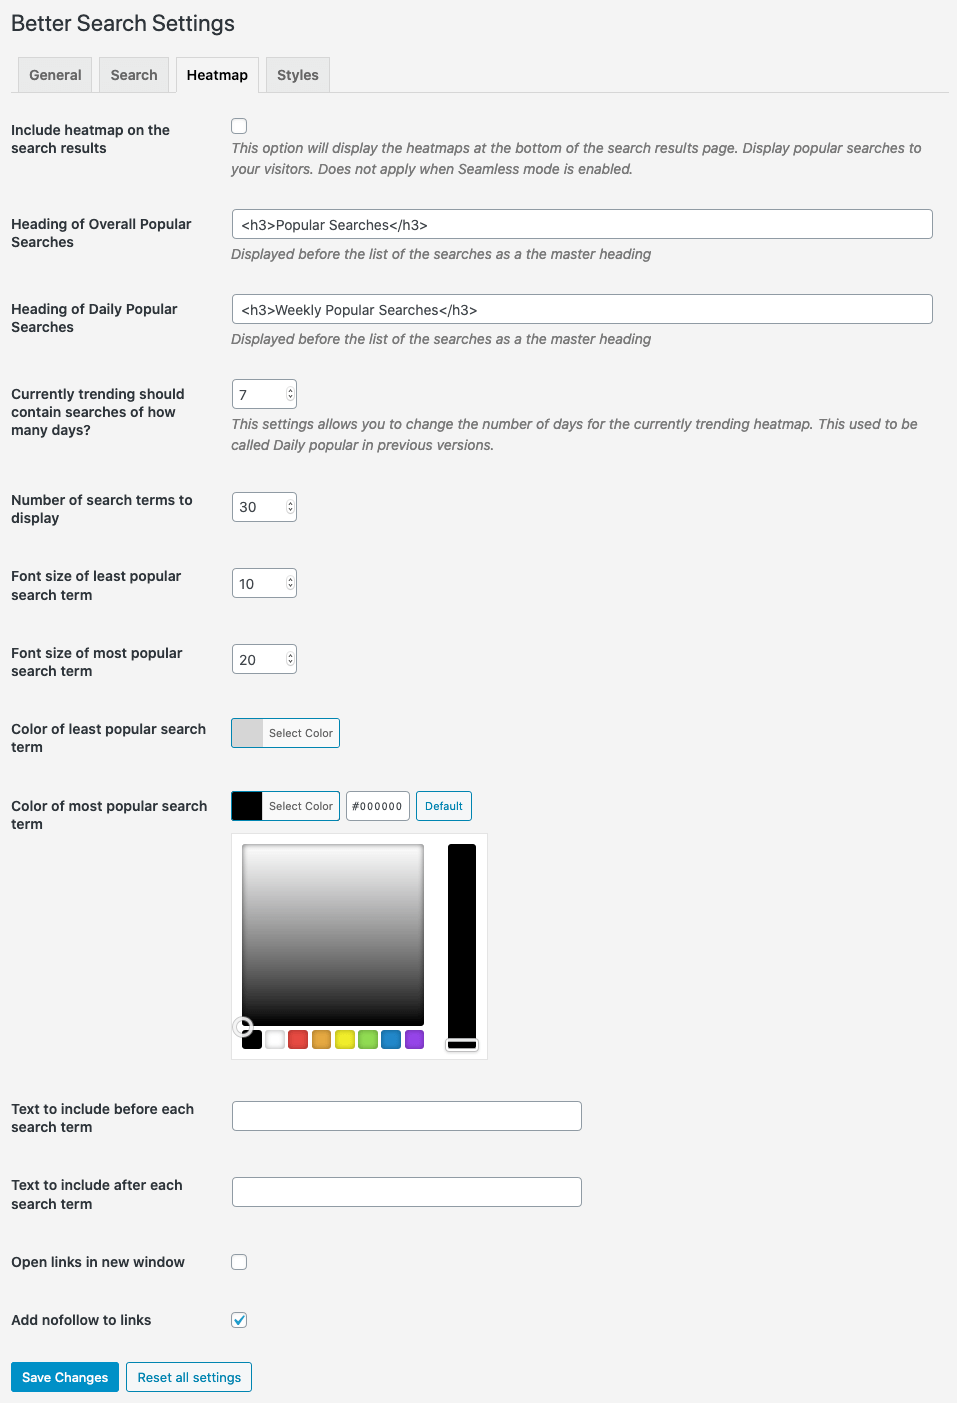 Better Search Settings
General
Search
Heatmap
Styles
Include heatmap on the
search results
This option will display the heatmaps at the bottom of the search results page. Display popular searches to
your visitors. Does not apply when Seamless mode is enabled.
Heading of Overall Popular
Searches
<h3>Popular Searches</h3>
Displayed before the list of the searches as a the master heading
Heading of Daily Popular
Searches
<h3>Weekly Popular Searches</h3>
Displayed before the list of the searches as a the master heading
Currently trending should
contain searches of how
many days?
7
This settings allows you to change the number of days for the currently trending heatmap. This used to be
called Daily popular in previous versions.
Number of search terms to
display
30
Font size of least popular
search term
10
Font size of most popular
search term
20
Color of least popular search
term
Select Color
Color of most popular search
term
Select Color
#000000
Default
Text to include before each
search term
Text to include after each
search term
Open links in new window
Add nofollow to links
Save Changes
Reset all settings